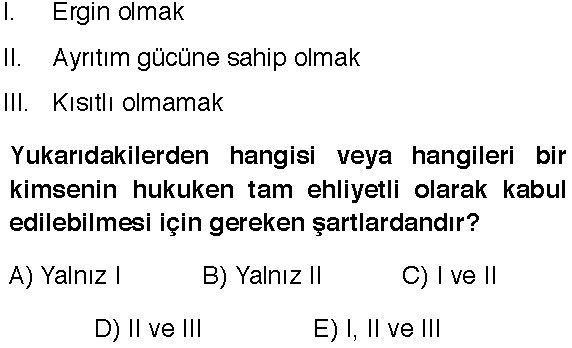 I. Ergin olmak
II. Ayrıtım gücüne sahip olmak
III. Kısıtlı olmamak
Yukarıdakilerden hangisi veya hangileri bir
kimsenin hukuken tam ehliyetli olarak kabul
edilebilmesi için gereken şartlardandır?
A) Yalnız I B) Yalnız II C) I ve II
D) II ve III E) I, II ve III